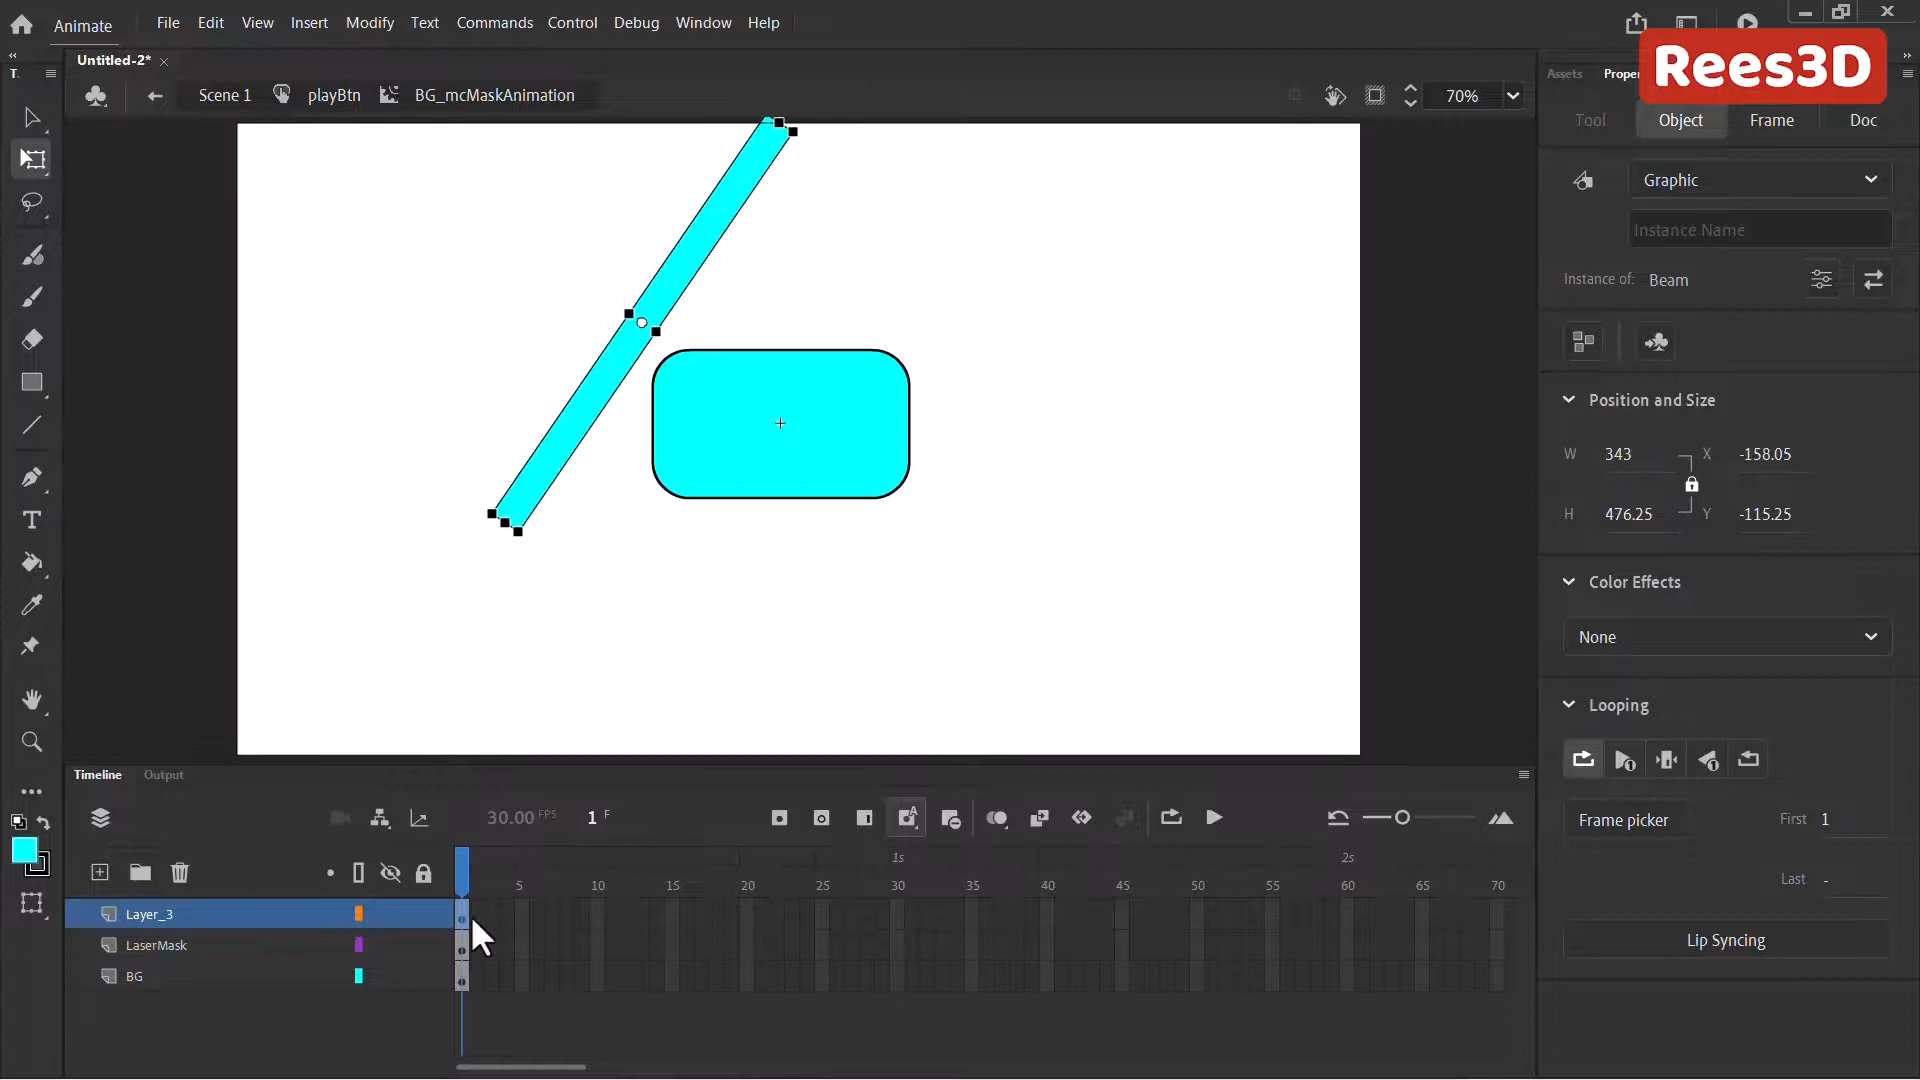 Animate File Edit View Insert Modify Text Commands Control Debug Window Help
Rees3D
Untitled-2*
T.
Assets Proper
Scene 1 playBtn BG_mcMaskAnimation 70%
Tool Object Frame Doc
Graphic
Instance Name
Instance of: Beam
Position and Size
W 343 X -158.05
H 476.25 Y -115.25
Color Effects
None
Looping
Frame picker First 1
Last -
Lip Syncing
Timeline Output
30.00 FPS 1 F
1s 2s
5 10 15 20 25 30 35 40 45 50 55 60 65 70
Layer_3
LaserMask
BG